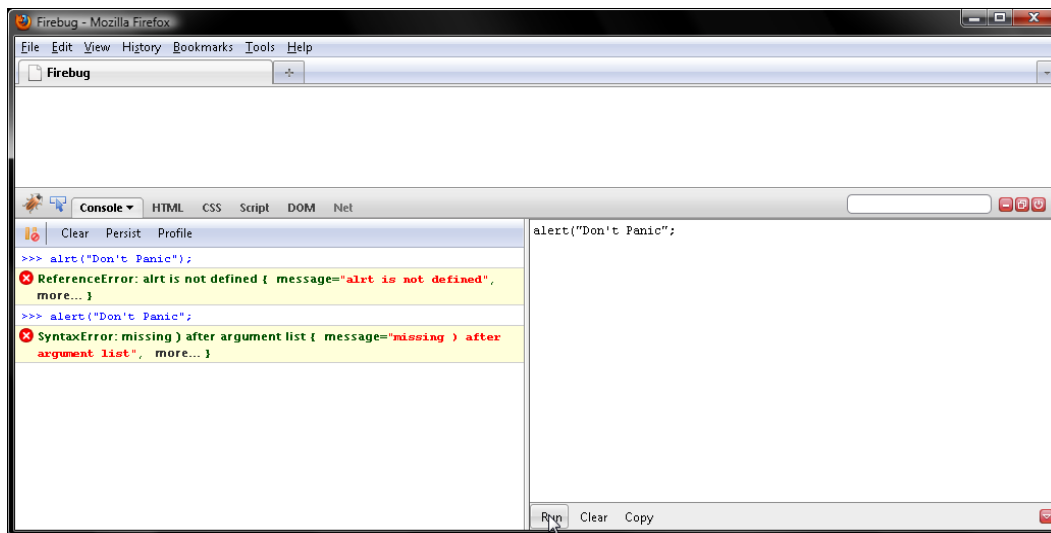 Firebug - Mozilla Firefox
File Edit View History Bookmarks Tools Help
Firebug
Console HTML CSS Script DOM Net
Clear Persist Profile
>>> alrt("Don't Panic");
ReferenceError: alrt is not defined { message="alrt is not defined",
more... }
>>> alert("Don't Panic";
SyntaxError: missing ) after argument list { message="missing ) after
argument list", more... }
alert("Don't Panic";
Run Clear Copy